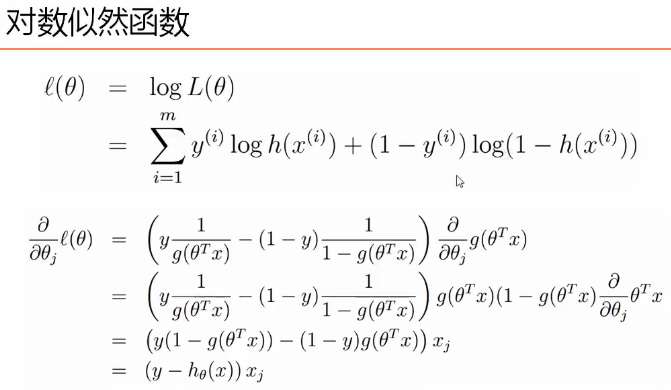 对数似然函数
ℓ(θ) = log L(θ)
= ∑_{i=1}^{m} y^{(i)} log h(x^{(i)}) + (1 − y^{(i)}) log(1 − h(x^{(i)}))
∂/∂θ_j ℓ(θ) = (y 1/g(θ^T x) − (1 − y) 1/(1 − g(θ^T x))) ∂/∂θ_j g(θ^T x)
= (y 1/g(θ^T x) − (1 − y) 1/(1 − g(θ^T x))) g(θ^T x)(1 − g(θ^T x) ∂/∂θ_j θ^T x
= (y(1 − g(θ^T x)) − (1 − y)g(θ^T x)) x_j
= (y − h_θ(x)) x_j